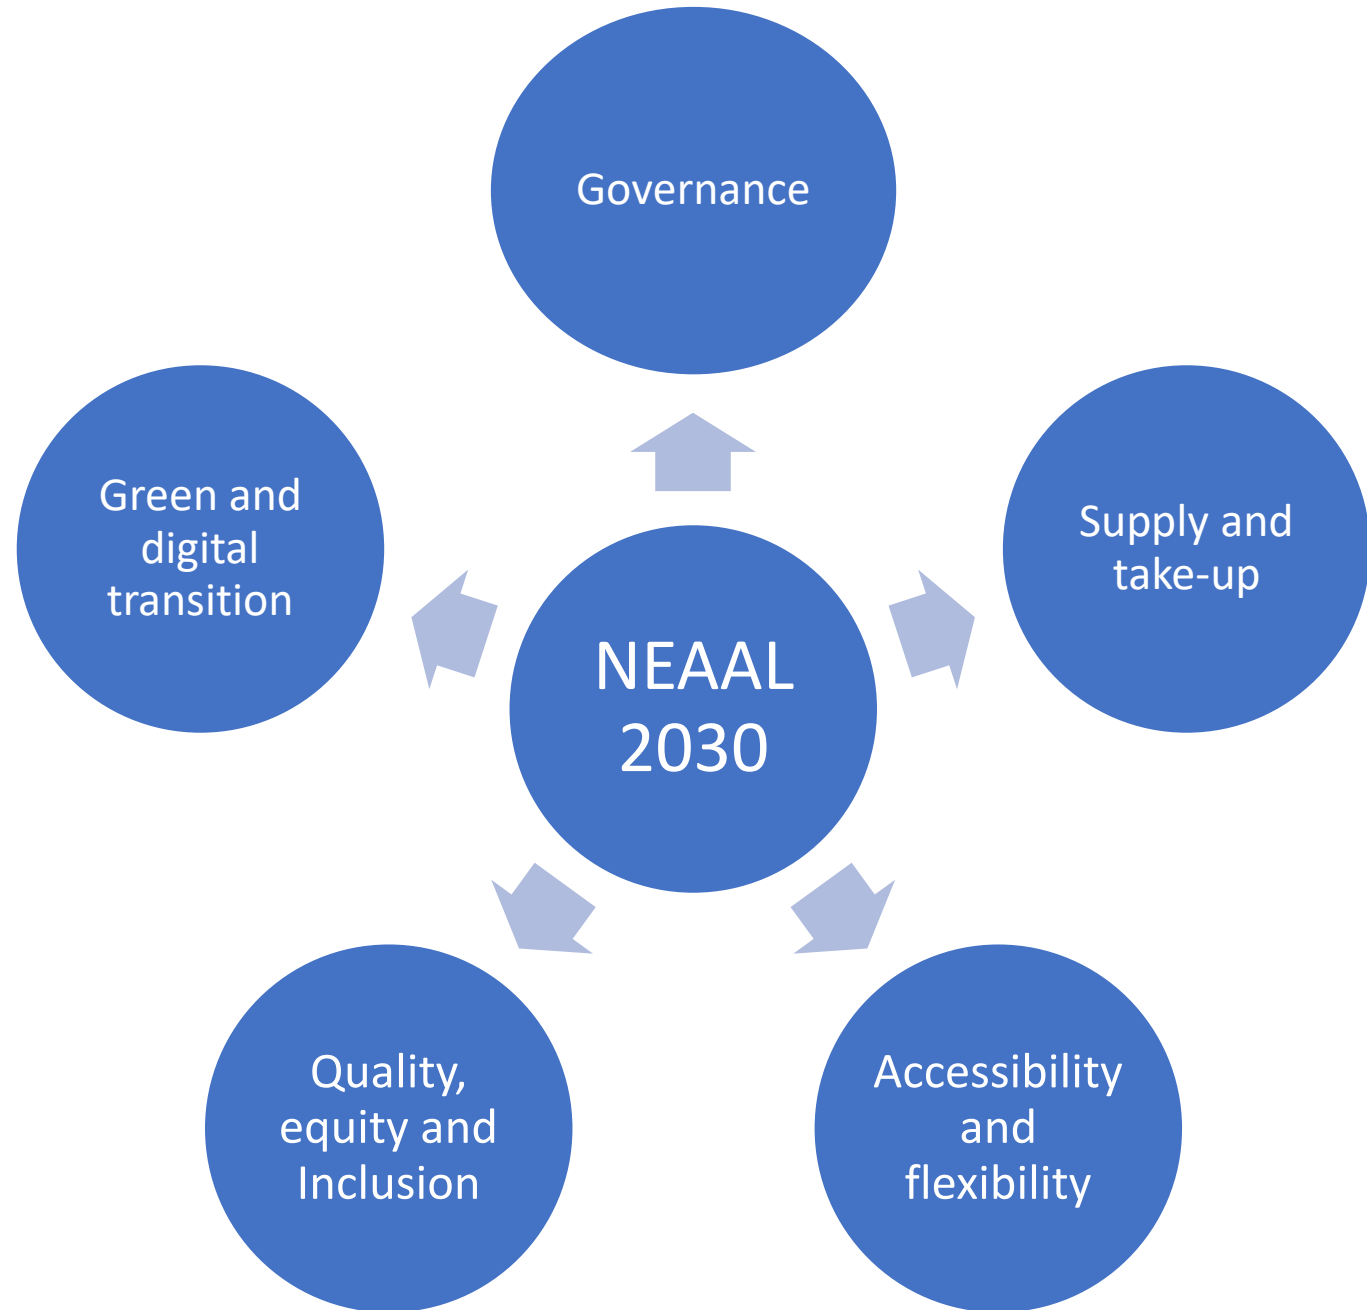 Governance
Green and
digital
transition
Supply and
take-up
NEAAL
2030
Quality,
equity and
Inclusion
Accessibility
and
flexibility